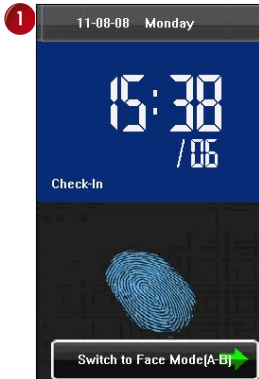 1
11-08-08 Monday
15:38
/06
Check-In
Switch to Face Mode(A-B)